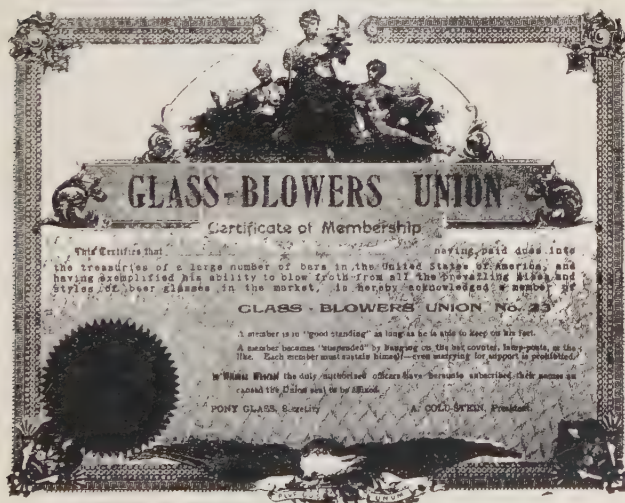 GLASS-BLOWERS UNION
Certificate of Membership
This Certifies that having paid dues into
the treasuries of a large number of bars in the United States of America, and
having exemplified his ability to blow froth from all the prevailing sizes and
styles of beer glasses in the market, is hereby acknowledged a member of
GLASS - BLOWERS UNION No. 23
A member is in "good standing" as long as he is able to keep on his feet.
A member becomes "suspended" by hanging on the bar counter, lamp-posts, or the
like. Each member must sustain himself—even marrying for support is prohibited.
In Witness Whereof the duly authorised officers have hereunto subscribed their names an
caused the Union seal to be affixed.
PONY GLASS, Secretary A. COLD-STEIN, President.
UNUM